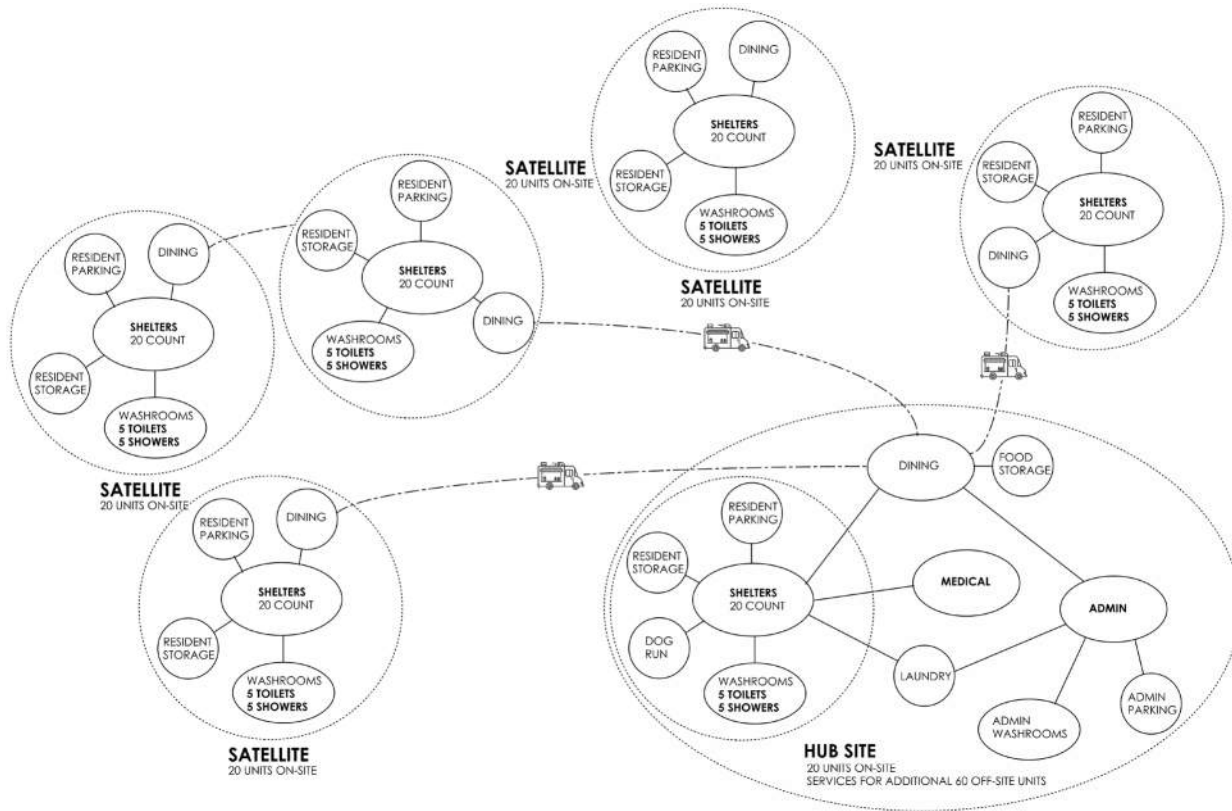 RESIDENT
PARKING
DINING
SHELTERS
20 COUNT
RESIDENT
STORAGE
WASHROOMS
5 TOILETS
5 SHOWERS
SATELLITE
20 UNITS ON-SITE
RESIDENT
PARKING
RESIDENT
STORAGE
SHELTERS
20 COUNT
DINING
WASHROOMS
5 TOILETS
5 SHOWERS
SATELLITE
20 UNITS ON-SITE
RESIDENT
PARKING
RESIDENT
STORAGE
SHELTERS
20 COUNT
DINING
WASHROOMS
5 TOILETS
5 SHOWERS
SATELLITE
20 UNITS ON-SITE
RESIDENT
PARKING
DINING
SHELTERS
20 COUNT
RESIDENT
STORAGE
WASHROOMS
5 TOILETS
5 SHOWERS
SATELLITE
20 UNITS ON-SITE
RESIDENT
PARKING
DINING
SHELTERS
20 COUNT
RESIDENT
STORAGE
WASHROOMS
5 TOILETS
5 SHOWERS
SATELLITE
20 UNITS ON-SITE
DINING
FOOD
STORAGE
RESIDENT
PARKING
RESIDENT
STORAGE
SHELTERS
20 COUNT
DOG
RUN
WASHROOMS
5 TOILETS
5 SHOWERS
MEDICAL
ADMIN
LAUNDRY
ADMIN
WASHROOMS
ADMIN
PARKING
HUB SITE
20 UNITS ON-SITE
SERVICES FOR ADDITIONAL 60 OFF-SITE UNITS